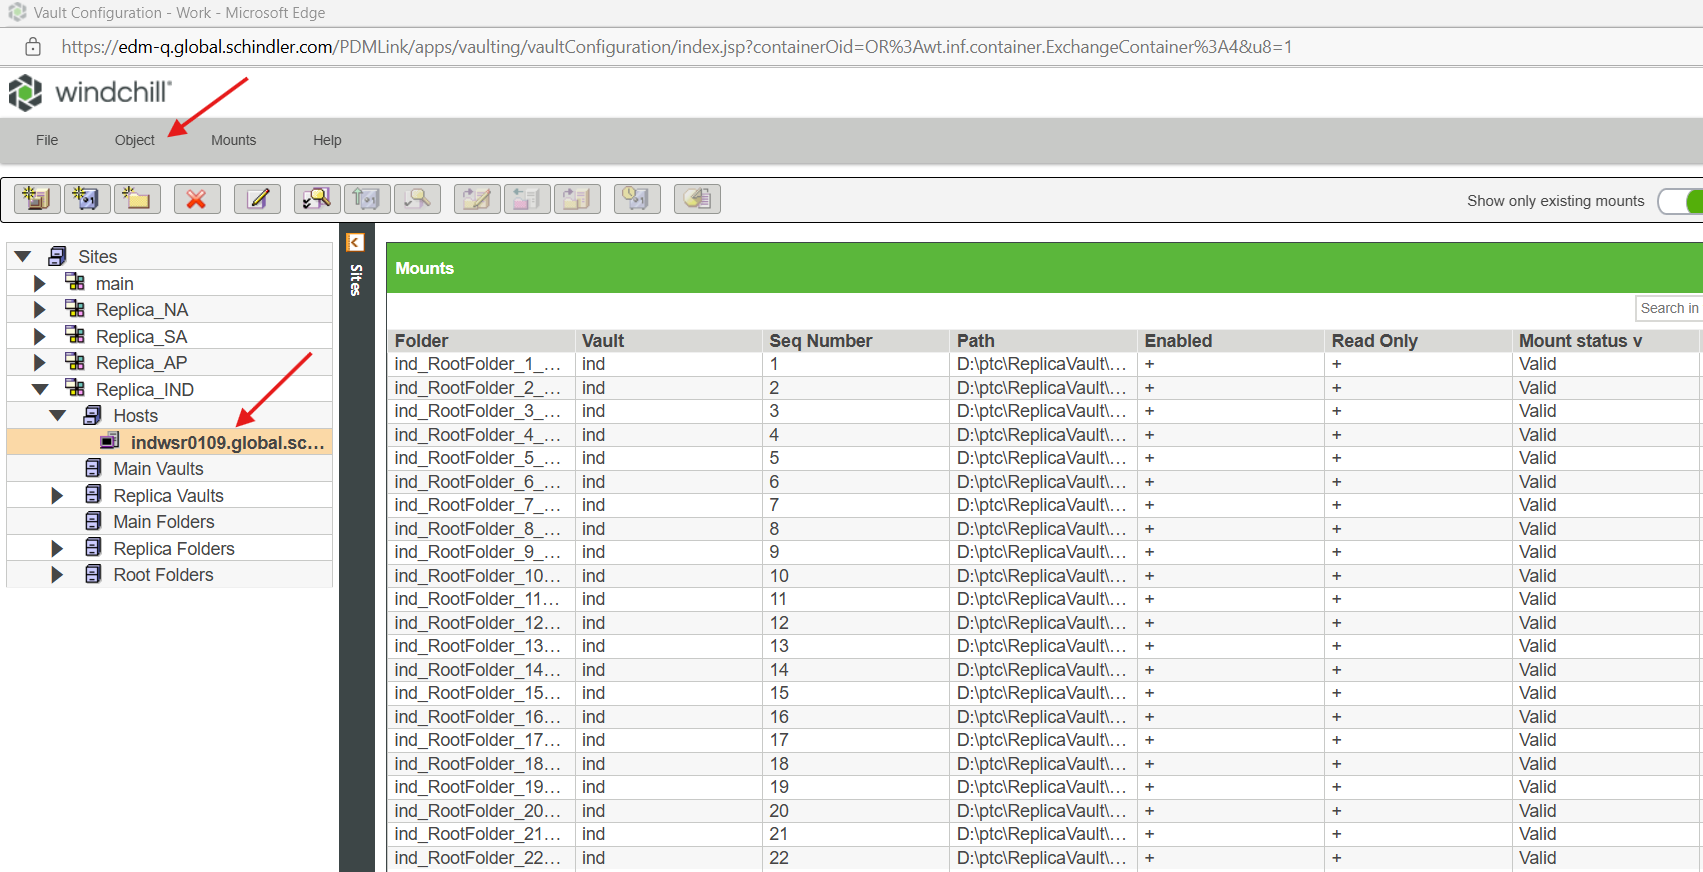 Vault Configuration - Work - Microsoft Edge
https://edm-q.global.schindler.com/PDMLink/apps/vaulting/vaultConfiguration/index.jsp?containerOid=OR%3Awt.inf.container.ExchangeContainer%3A4&u8=1
windchill
File Object Mounts Help
Show only existing mounts
Sites
main
Replica_NA
Replica_SA
Replica_AP
Replica_IND
Hosts
indwsr0109.global.sc...
Main Vaults
Replica Vaults
Main Folders
Replica Folders
Root Folders
Sites
Mounts
Search in
Folder Vault Seq Number Path Enabled Read Only Mount status v
ind_RootFolder_1_... ind 1 D:\ptc\ReplicaVault\... + + Valid
ind_RootFolder_2_... ind 2 D:\ptc\ReplicaVault\... + + Valid
ind_RootFolder_3_... ind 3 D:\ptc\ReplicaVault\... + + Valid
ind_RootFolder_4_... ind 4 D:\ptc\ReplicaVault\... + + Valid
ind_RootFolder_5_... ind 5 D:\ptc\ReplicaVault\... + + Valid
ind_RootFolder_6_... ind 6 D:\ptc\ReplicaVault\... + + Valid
ind_RootFolder_7_... ind 7 D:\ptc\ReplicaVault\... + + Valid
ind_RootFolder_8_... ind 8 D:\ptc\ReplicaVault\... + + Valid
ind_RootFolder_9_... ind 9 D:\ptc\ReplicaVault\... + + Valid
ind_RootFolder_10... ind 10 D:\ptc\ReplicaVault\... + + Valid
ind_RootFolder_11... ind 11 D:\ptc\ReplicaVault\... + + Valid
ind_RootFolder_12... ind 12 D:\ptc\ReplicaVault\... + + Valid
ind_RootFolder_13... ind 13 D:\ptc\ReplicaVault\... + + Valid
ind_RootFolder_14... ind 14 D:\ptc\ReplicaVault\... + + Valid
ind_RootFolder_15... ind 15 D:\ptc\ReplicaVault\... + + Valid
ind_RootFolder_16... ind 16 D:\ptc\ReplicaVault\... + + Valid
ind_RootFolder_17... ind 17 D:\ptc\ReplicaVault\... + + Valid
ind_RootFolder_18... ind 18 D:\ptc\ReplicaVault\... + + Valid
ind_RootFolder_19... ind 19 D:\ptc\ReplicaVault\... + + Valid
ind_RootFolder_20... ind 20 D:\ptc\ReplicaVault\... + + Valid
ind_RootFolder_21... ind 21 D:\ptc\ReplicaVault\... + + Valid
ind_RootFolder_22... ind 22 D:\ptc\ReplicaVault\... + + Valid